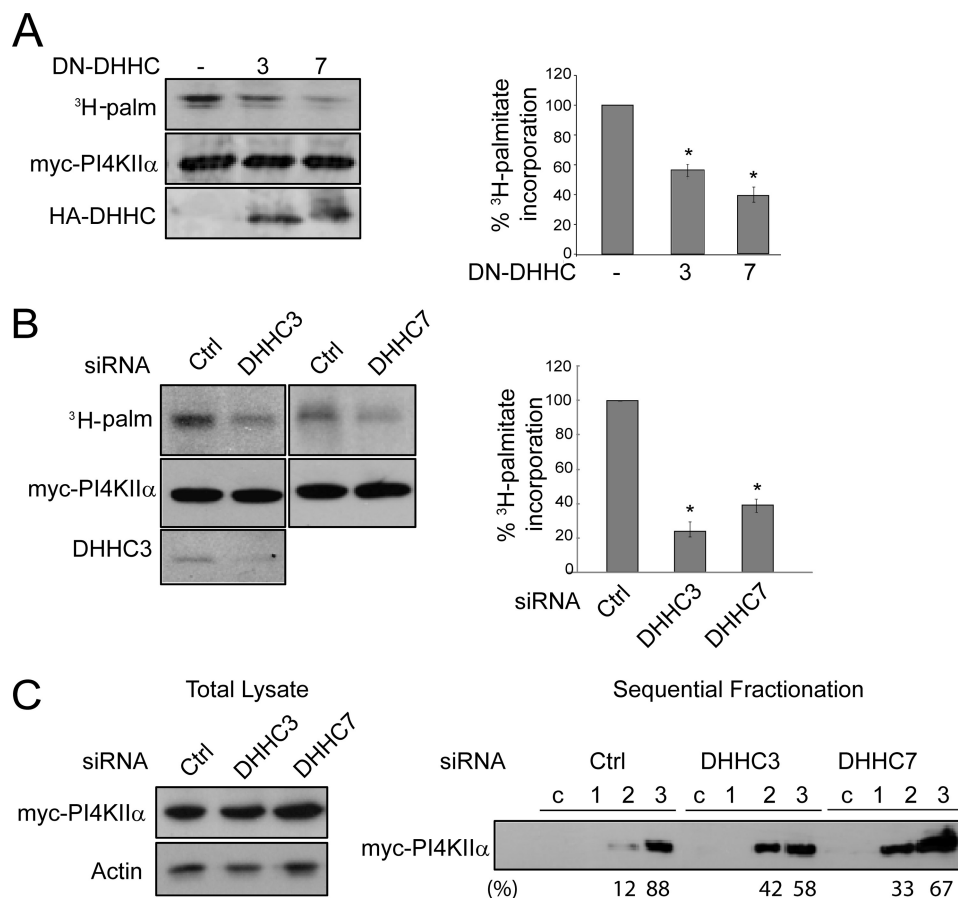 A
DN-DHHC - 3 7
³H-palm
myc-PI4KIIα
HA-DHHC
% ³H-palmitate
incorporation
120
100
80
60
40
20
0
* *
DN-DHHC - 3 7
B
siRNA Ctrl DHHC3 Ctrl DHHC7
³H-palm
myc-PI4KIIα
DHHC3
% ³H-palmitate
incorporation
120
100
80
60
40
20
0
* *
siRNA Ctrl DHHC3 DHHC7
C
Total Lysate
siRNA Ctrl DHHC3 DHHC7
myc-PI4KIIα
Actin
Sequential Fractionation
siRNA Ctrl DHHC3 DHHC7
c 1 2 3 c 1 2 3 c 1 2 3
myc-PI4KIIα
(%) 12 88 42 58 33 67